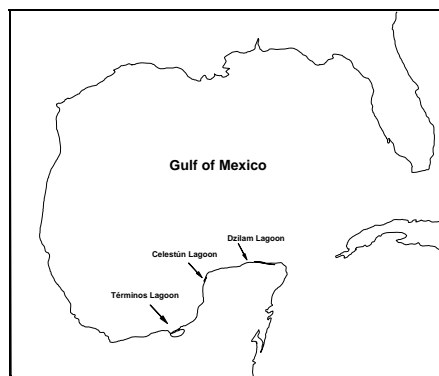 Gulf of Mexico
Dzilam Lagoon
Celestún Lagoon
Términos Lagoon